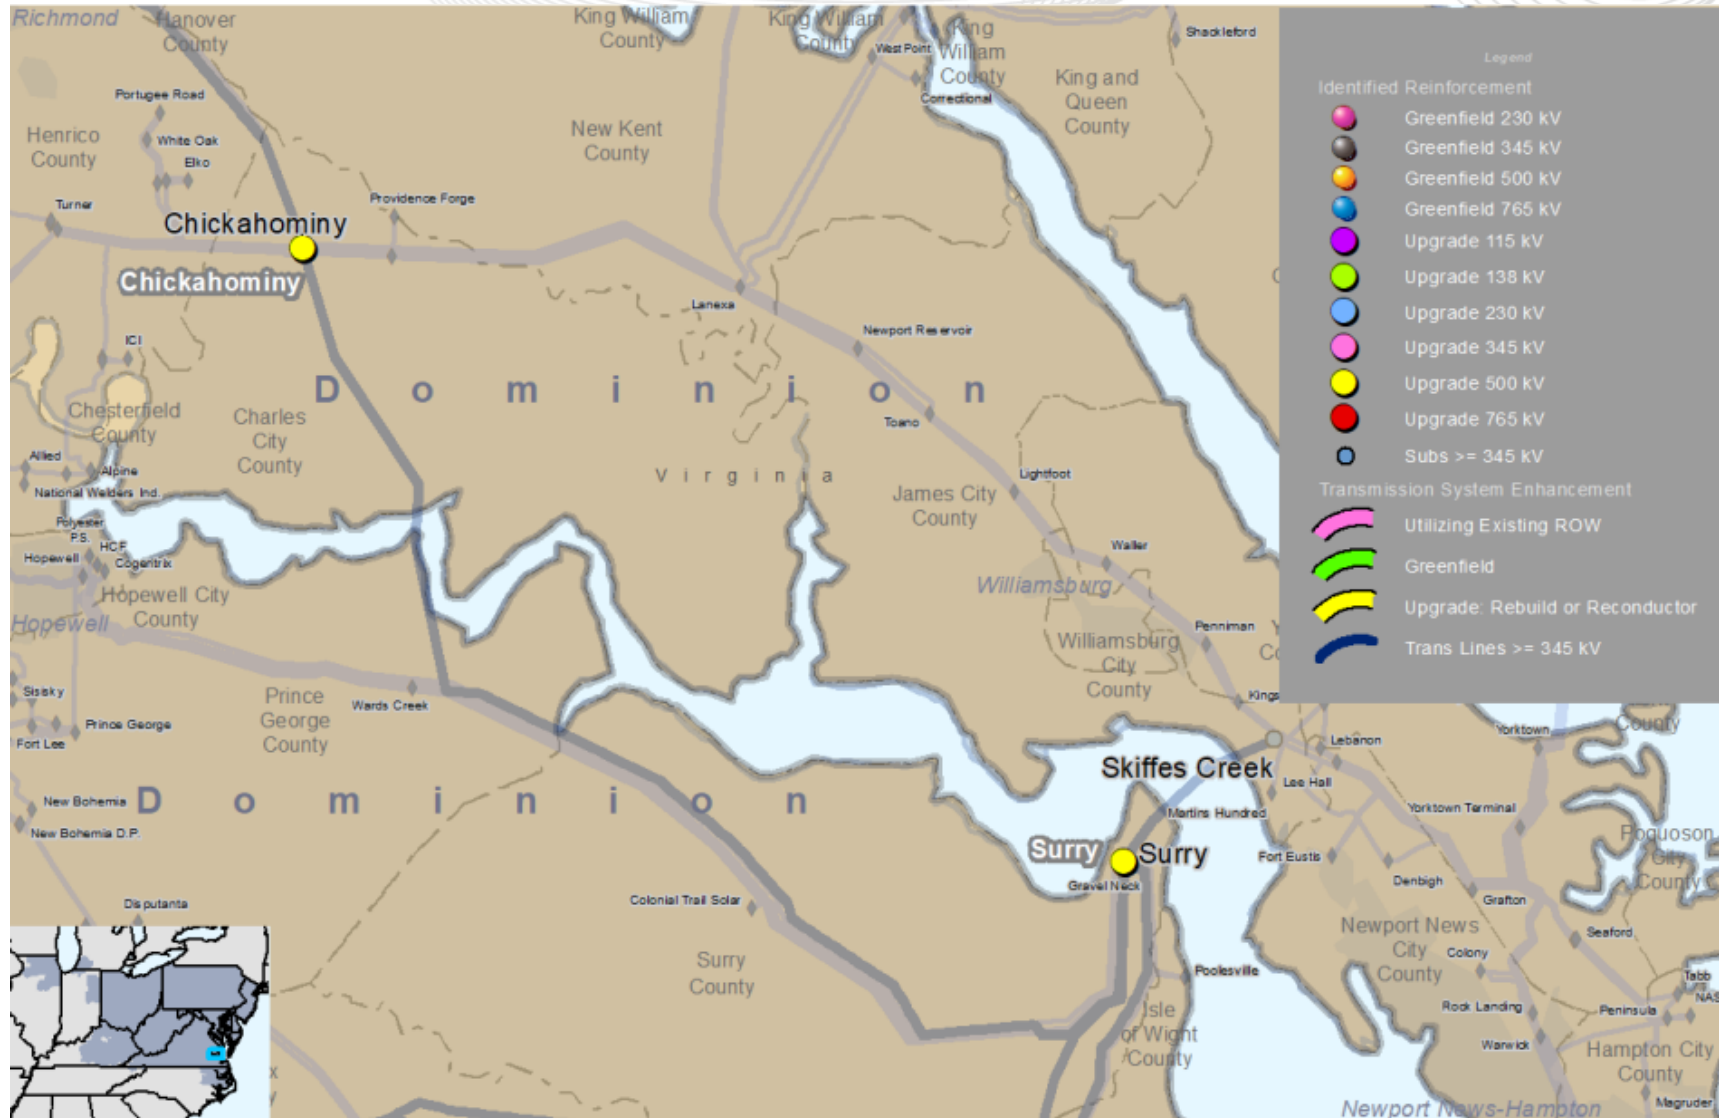 Richmond
Hanover
County
King William
County
King William
County
King
William
County
West Point
Correctional
Shackleford
King and
Queen
County
Portugee Road
Henrico
County
White Oak
Elko
New Kent
County
Turner
Providence Forge
Chickahominy
Chickahominy
Lanexa
Newport Reservoir
ICI
Dominion
Chesterfield
County
Charles
City
County
Toano
Allied
Alpine
National Welders Ind.
Virginia
Lightfoot
James City
County
Polyester
P.S.
HCF
Hopewell
Cogentrix
Waller
Hopewell City
County
Hopewell
Williamsburg
Penniman
Williamsburg
City
County
Sisisky
Prince
George
County
Wards Creek
Kings
Prince George
Fort Lee
County
Yorktown
Lebanon
Skiffes Creek
Lee Hall
New Bohemia
Dominion
Martins Hundred
Yorktown Terminal
New Bohemia D.P.
Surry
Surry
Gravel Neck
Fort Eustis
Poquoson
City
County
Denbigh
Colonial Trail Solar
Grafton
Disputanta
Newport News
City
County
Seaford
Colony
Surry
County
Poolesville
Tabb
NAS
Rock Landing
Peninsula
Isle
of Wight
County
Warwick
Hampton City
County
Magruder
Newport News-Hampton
Legend
Identified Reinforcement
Greenfield 230 kV
Greenfield 345 kV
Greenfield 500 kV
Greenfield 765 kV
Upgrade 115 kV
Upgrade 138 kV
Upgrade 230 kV
Upgrade 345 kV
Upgrade 500 kV
Upgrade 765 kV
Subs >= 345 kV
Transmission System Enhancement
Utilizing Existing ROW
Greenfield
Upgrade: Rebuild or Reconductor
Trans Lines >= 345 kV